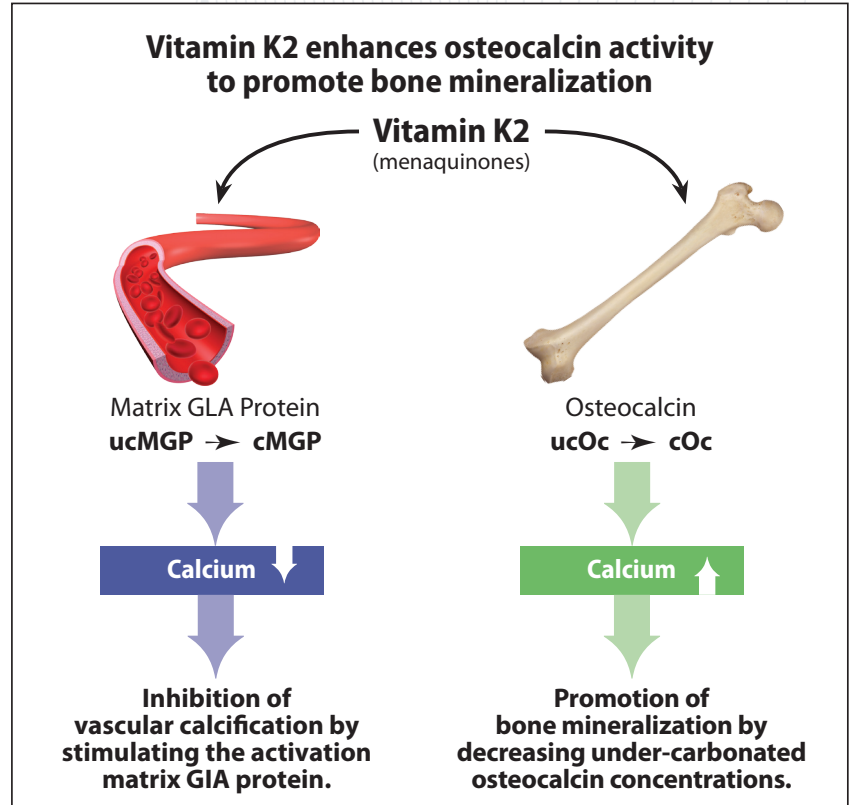 Vitamin K2 enhances osteocalcin activity
to promote bone mineralization
Vitamin K2
(menaquinones)
Matrix GLA Protein
ucMGP → cMGP
Calcium
Inhibition of
vascular calcification by
stimulating the activation
matrix GIA protein.
Osteocalcin
ucOc → cOc
Calcium
Promotion of
bone mineralization by
decreasing under-carbonated
osteocalcin concentrations.